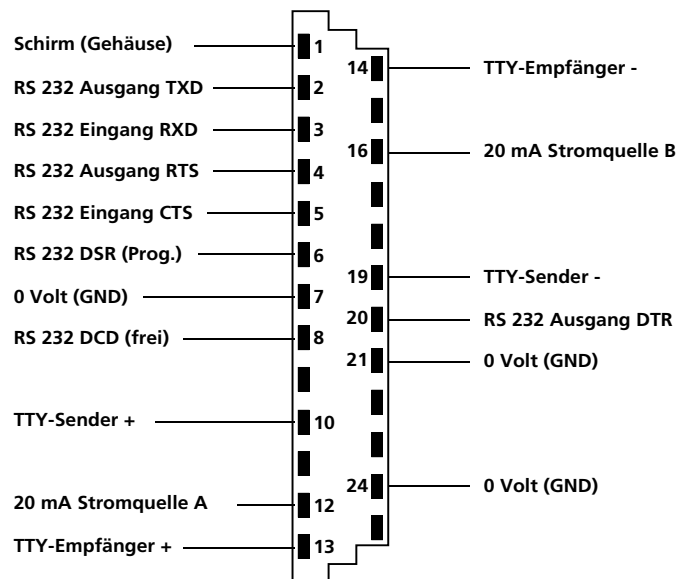 Schirm (Gehäuse) 1
RS 232 Ausgang TXD 2
RS 232 Eingang RXD 3
RS 232 Ausgang RTS 4
RS 232 Eingang CTS 5
RS 232 DSR (Prog.) 6
0 Volt (GND) 7
RS 232 DCD (frei) 8
TTY-Sender + 10
20 mA Stromquelle A 12
TTY-Empfänger + 13
14 TTY-Empfänger -
16 20 mA Stromquelle B
19 TTY-Sender -
20 RS 232 Ausgang DTR
21 0 Volt (GND)
24 0 Volt (GND)